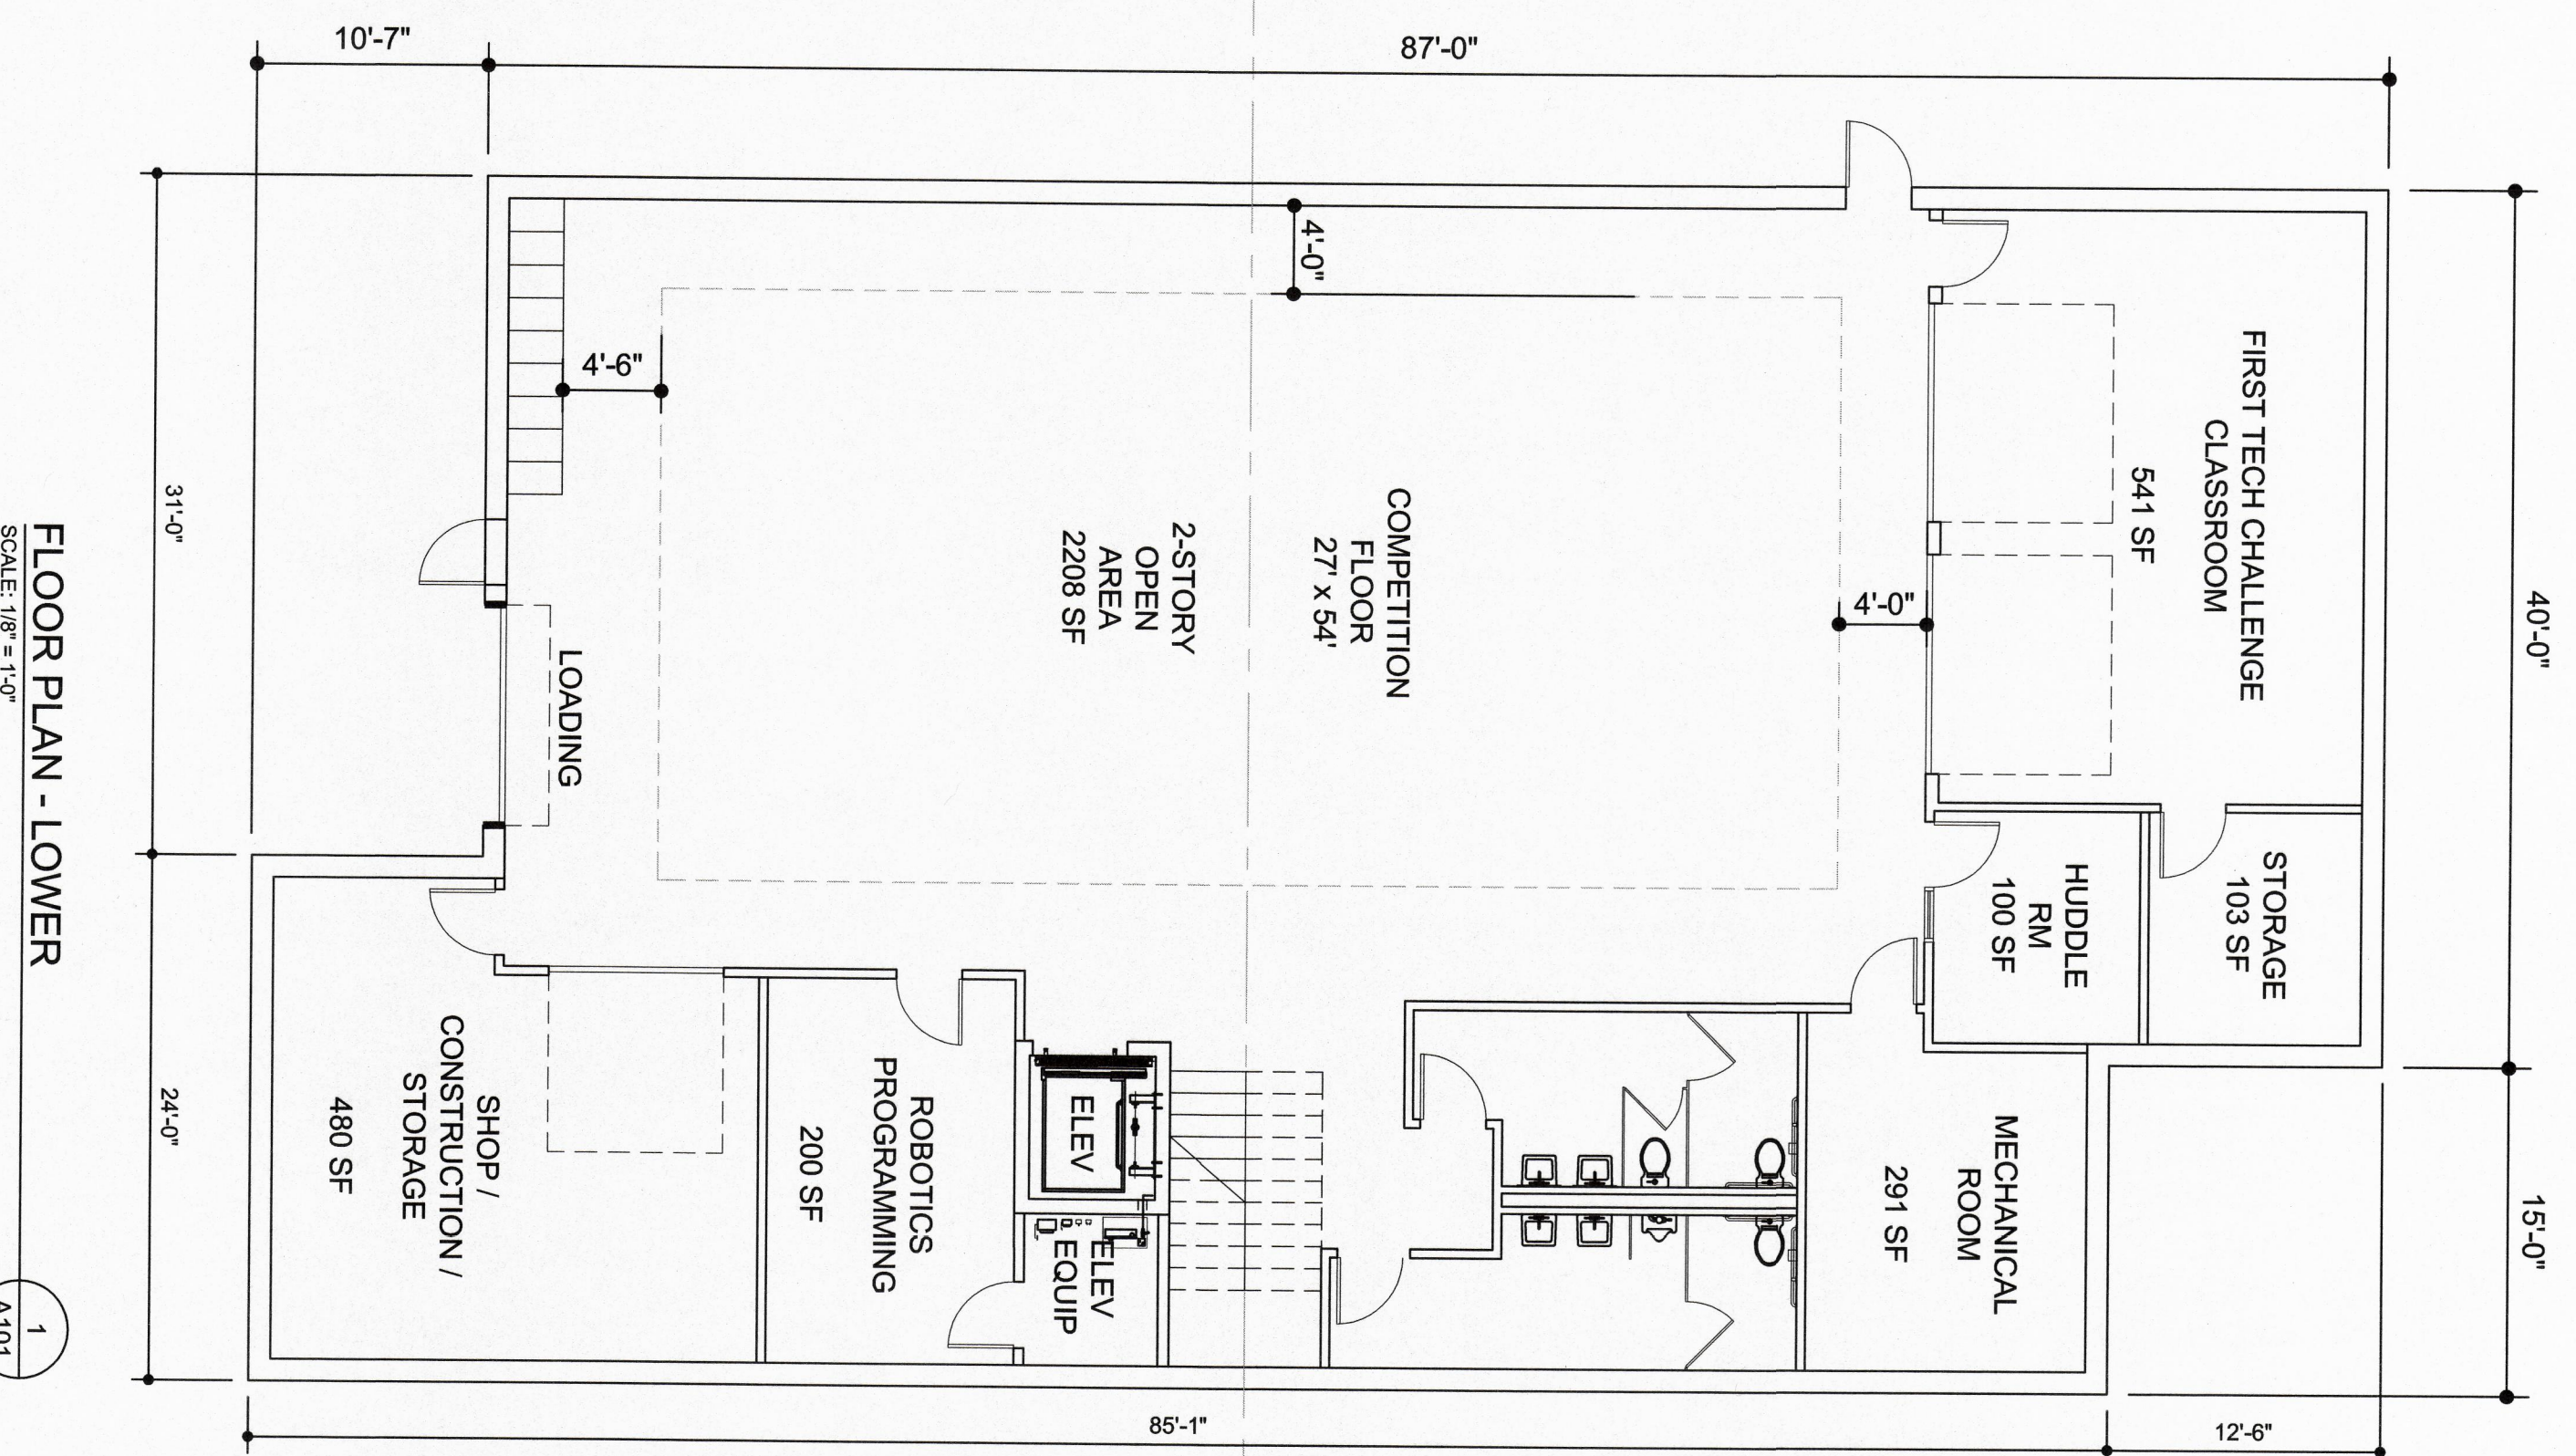 10'-7"
87'-0"
40'-0"
15'-0"
31'-0"
24'-0"
85'-1"
12'-6"
4'-0"
4'-6"
4'-0"
FIRST TECH CHALLENGE
CLASSROOM
541 SF
STORAGE
103 SF
HUDDLE
RM
100 SF
MECHANICAL
ROOM
291 SF
COMPETITION
FLOOR
27' x 54'
2-STORY
OPEN
AREA
2208 SF
LOADING
ELEV
ELEV
EQUIP
ROBOTICS
PROGRAMMING
200 SF
SHOP /
CONSTRUCTION /
STORAGE
480 SF
FLOOR PLAN - LOWER
SCALE: 1/8" = 1'-0"
1
A101